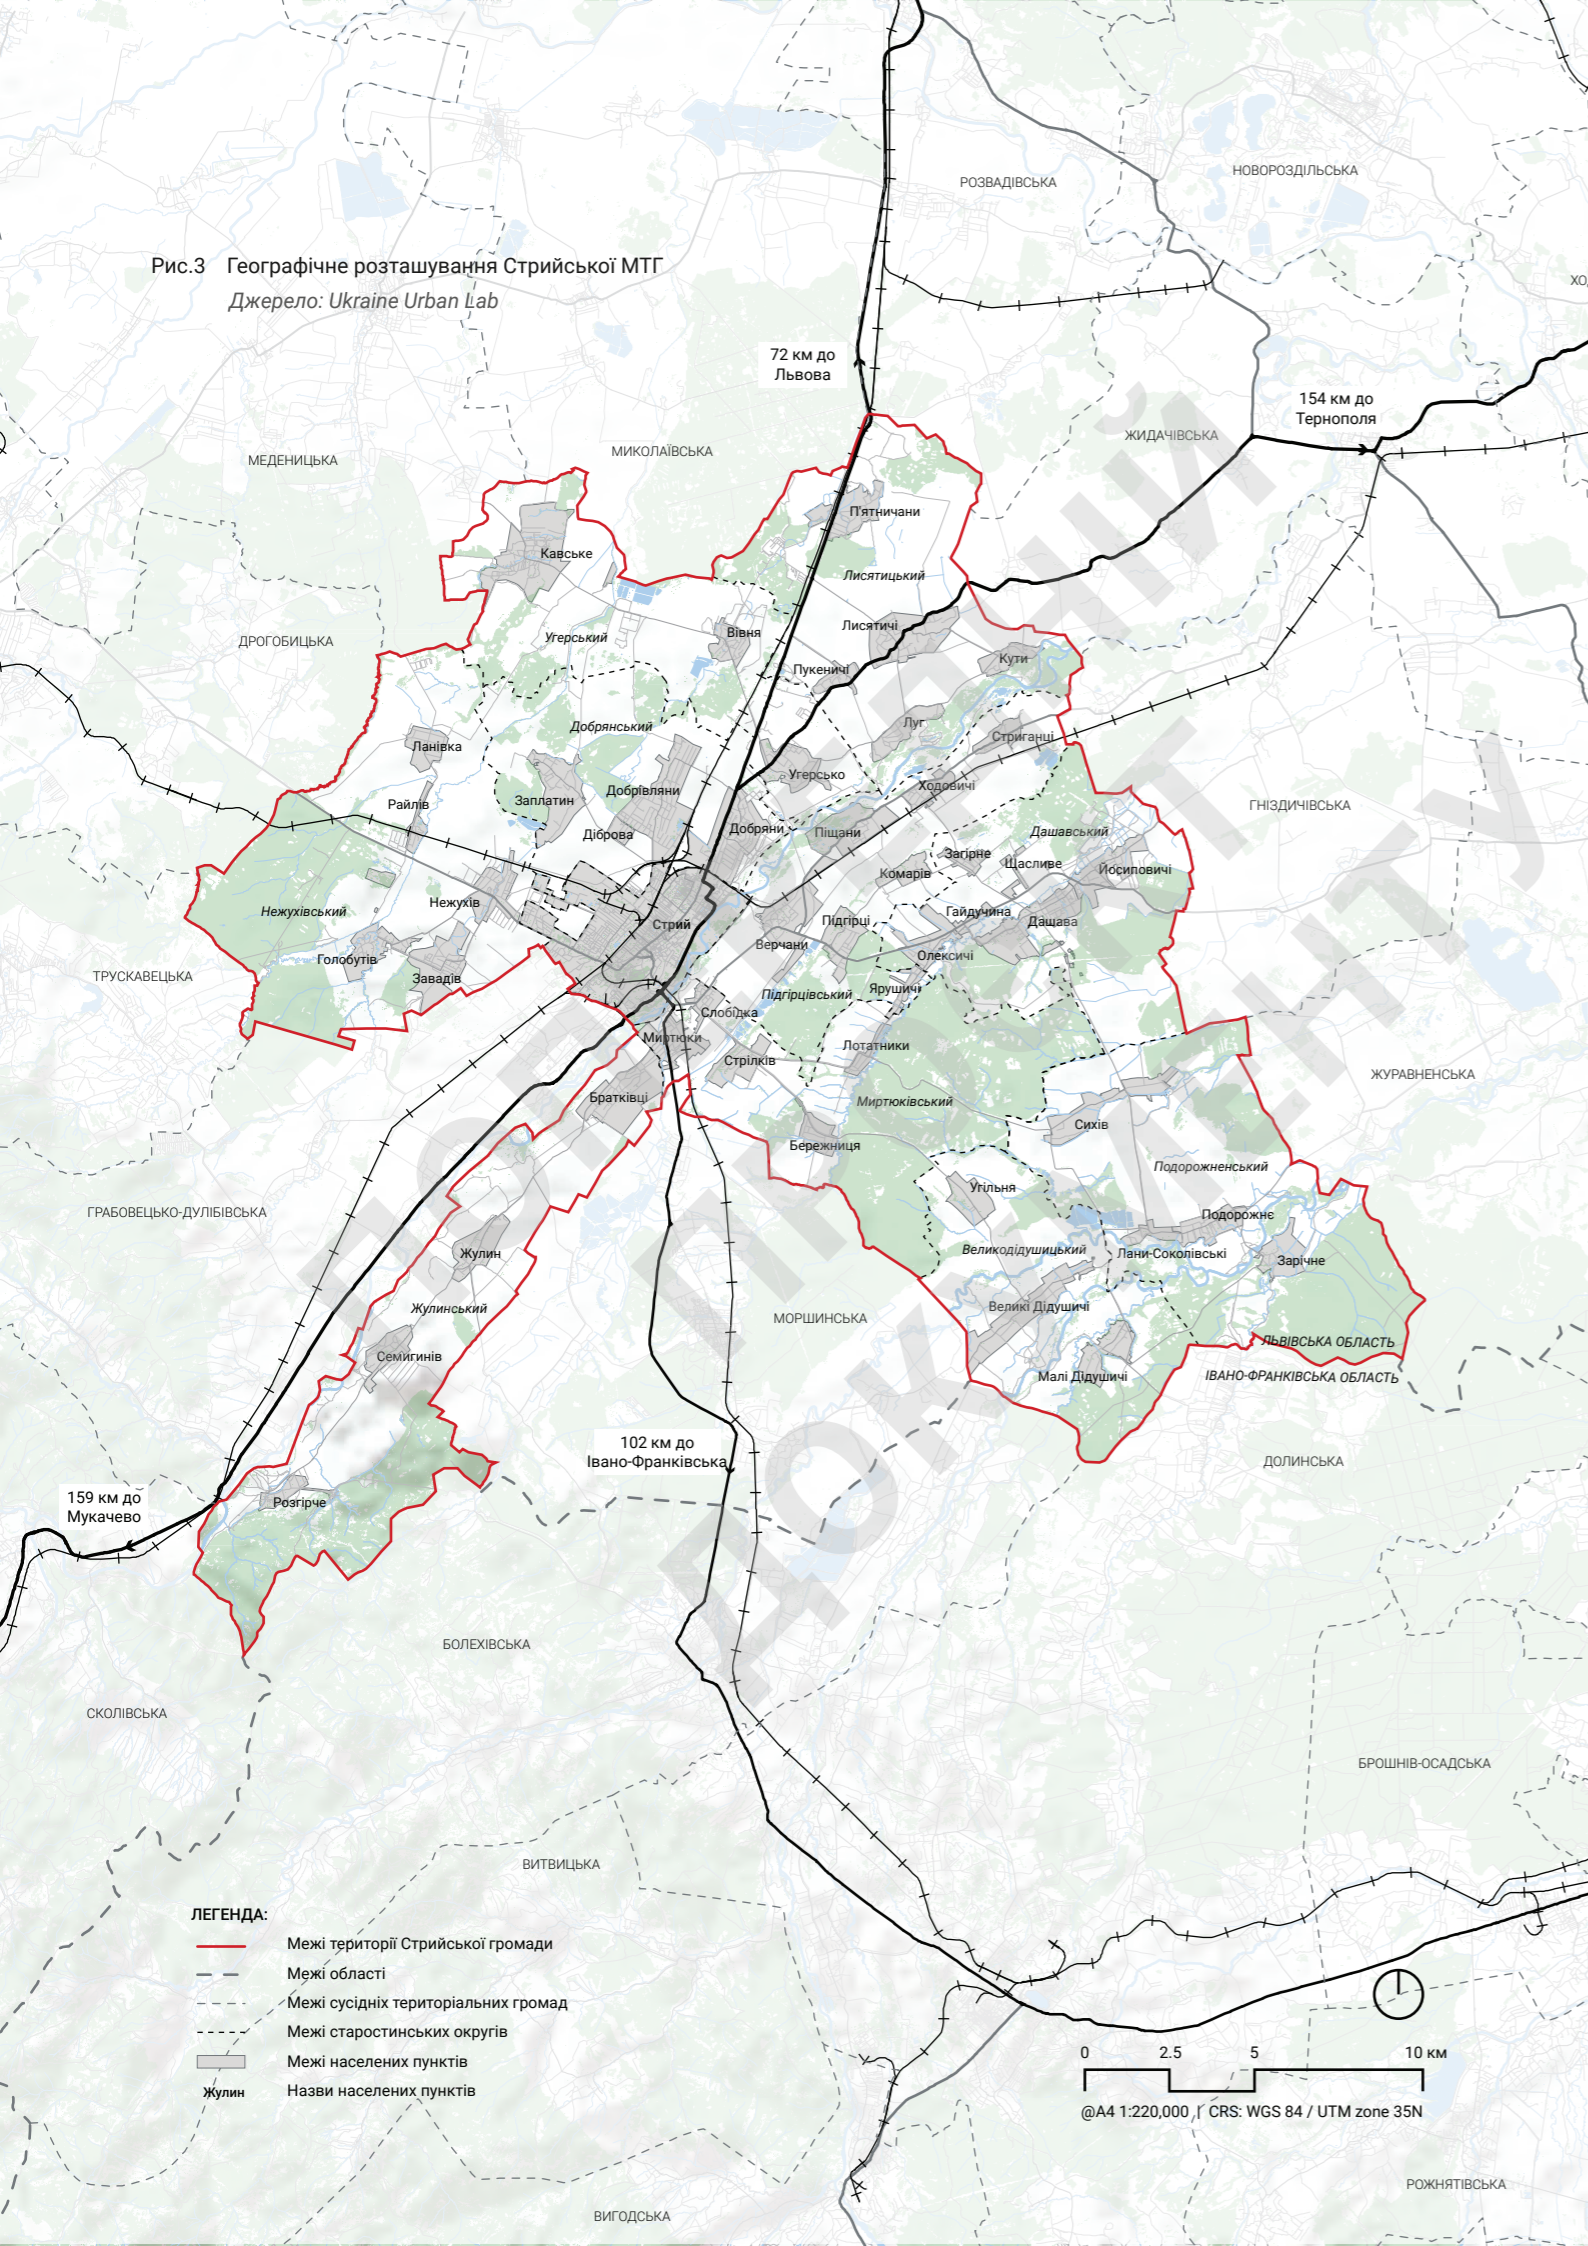 РОЗВАДІВСЬКА
НОВОРОЗДІЛЬСЬКА
Рис.3 Географічне розташування Стрийської МТГ
Джерело: Ukraine Urban Lab
ХО
72 км до
Львова
154 км до
Тернополя
ЖИДАЧІВСЬКА
МИКОЛАЇВСЬКА
МЕДЕНИЦЬКА
П'ятничани
Кавське
Лисятицький
ДРОГОБИЦЬКА
Угерський
Вівня
Лисятичі
Кути
Пукеничі
Добрянський
Луг
Стриганці
Ланівка
Угерсько
Ходовичі
Райлів
Заплатин
Добрівляни
ГНІЗДИЧІВСЬКА
Діброва
Добряни
Піщани
Дашавський
Загірне
Щасливе
Йосиповичі
Комарів
Нежухівський
Нежухів
Стрий
Підгірці
Гайдучина
Дащава
Верчани
Олексичі
Голобутів
Завадів
ТРУСКАВЕЦЬКА
Підгірцівський
Ярушичі
Слобідка
Миртюки
Лотатники
Стрілків
ЖУРАВНЕНСЬКА
Братківці
Миртюківський
Сихів
Бережниця
Подорожненський
Угільня
ГРАБОВЕЦЬКО-ДУЛІБІВСЬКА
Подорожнє
Жулин
Великодідушицький
Лани-Соколівські
Зарічне
Жулинський
Великі Дідушичі
МОРШИНСЬКА
ЛЬВІВСЬКА ОБЛАСТЬ
Семигинів
Малі Дідушичі
ІВАНО-ФРАНКІВСЬКА ОБЛАСТЬ
102 км до
Івано-Франківська
ДОЛИНСЬКА
159 км до
Мукачево
Розгірче
БОЛЕХІВСЬКА
СКОЛІВСЬКА
БРОШНІВ-ОСАДСЬКА
ВИТВИЦЬКА
ЛЕГЕНДА:
Межі території Стрийської громади
Межі області
Межі сусідніх територіальних громад
Межі старостинських округів
Межі населених пунктів
Жулин Назви населених пунктів
0 2.5 5 10 км
@A4 1:220,000 | CRS: WGS 84 / UTM zone 35N
РОЖНЯТІВСЬКА
ВИГОДСЬКА
ПРОЄКТ
ДОКУМЕНТУ